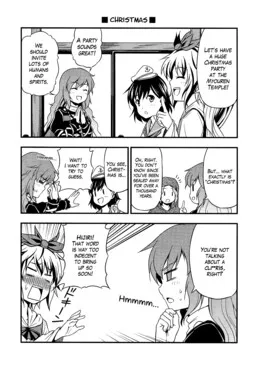 ■ CHRISTMAS ■
LET'S
HAVE A
HUGE
CHRISTMAS
PARTY
AT THE
MYOUREN
TEMPLE!
A
PARTY
SOUNDS
GREAT!
WE
SHOULD
INVITE
LOTS OF
HUMANS
AND
SPIRITS.
BUT... WHAT
EXACTLY IS
"CHRISTMAS"?
OH, RIGHT.
YOU DON'T
KNOW SINCE
YOU'VE BEEN
SEALED AWAY
FOR OVER A
THOUSAND
YEARS.
YOU SEE,
CHRIST-
MAS IS...
WAIT!
I WANT
TO TRY
TO
GUESS.
Hmmmm...
YOU'RE NOT
TALKING
ABOUT A
CLI*ORIS,
RIGHT?
HIJIRI!
THAT WORD
IS WAY TOO
INDECENT
TO BRING
UP SO
SOON!